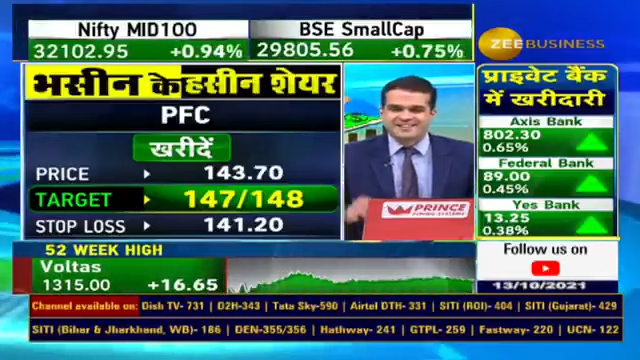 Nifty MID100
32102.95 +0.94%
BSE SmallCap
29805.56 +0.75%
ZEEBUSINESS
भसीन के हसीन शेयर
PFC
खरीदें
PRICE 143.70
TARGET 147/148
STOP LOSS 141.20
PRINCE
PIPING SYSTEMS
प्राइवेट बैंक
में खरीदारी
Axis Bank
802.30
0.65%
Federal Bank
89.00
0.45%
Yes Bank
13.25
0.38%
52 WEEK HIGH
Voltas
1315.00 +16.65
Follow us on
13/10/2021
Channel available on: Dish TV- 731 | D2H-343 | Tata Sky-590 | Airtel DTH- 331 | SITI (ROI)- 404 | SITI (Gujarat)- 429
SITI (Bihar & Jharkhand, WB)- 186 | DEN-355/356 | Hathway- 241 | GTPL- 259 | Fastway- 220 | UCN- 122